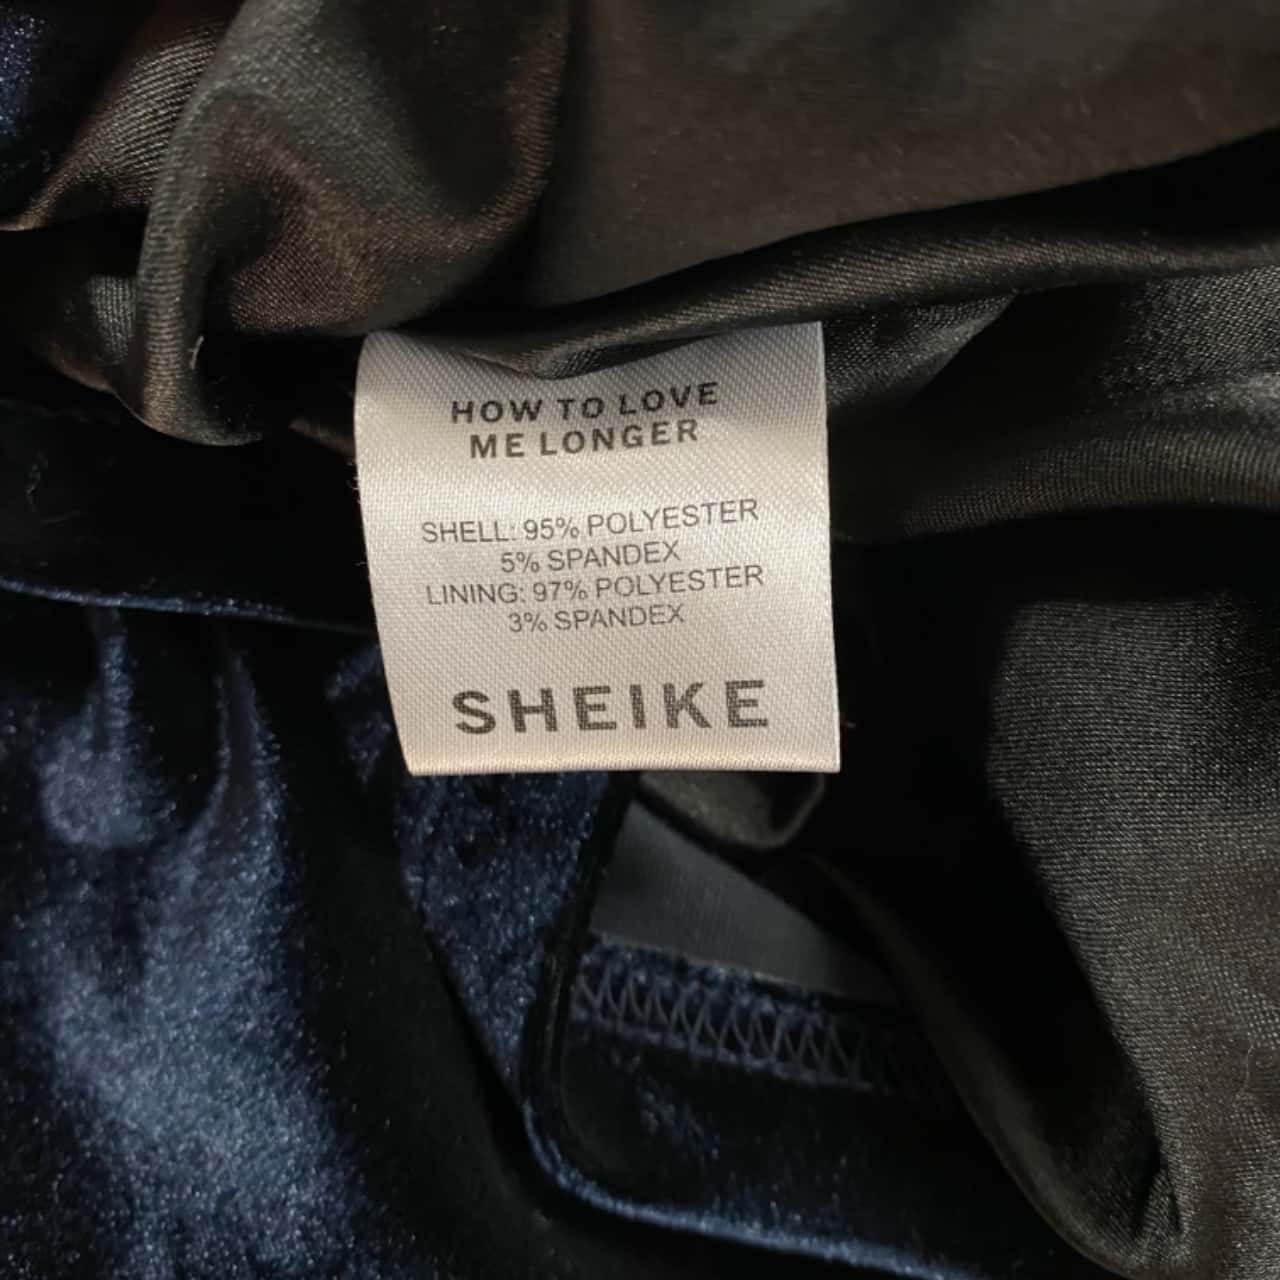 HOW TO LOVE
ME LONGER
SHELL: 95% POLYESTER
5% SPANDEX
LINING: 97% POLYESTER
3% SPANDEX
SHEIKE